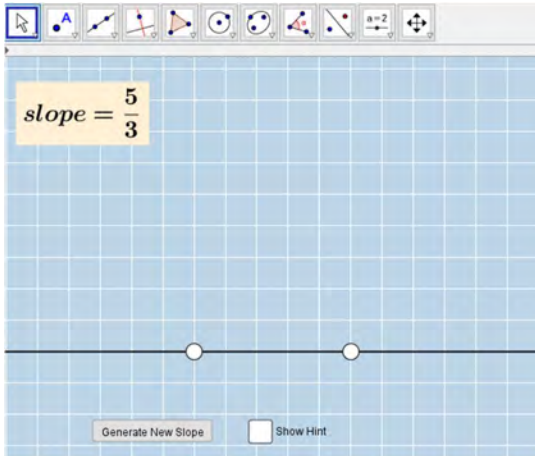 A
a=2
slope = 5/3
Generate New Slope
Show Hint